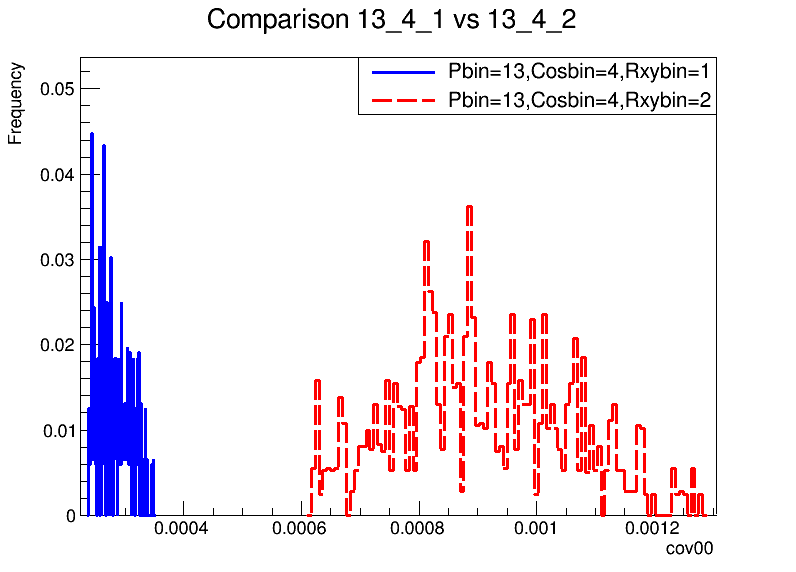 Comparison 13_4_1 vs 13_4_2
Frequency
Pbin=13,Cosbin=4,Rxybin=1
Pbin=13,Cosbin=4,Rxybin=2
0.05
0.04
0.03
0.02
0.01
0
0.0004
0.0006
0.0008
0.001
0.0012
cov00